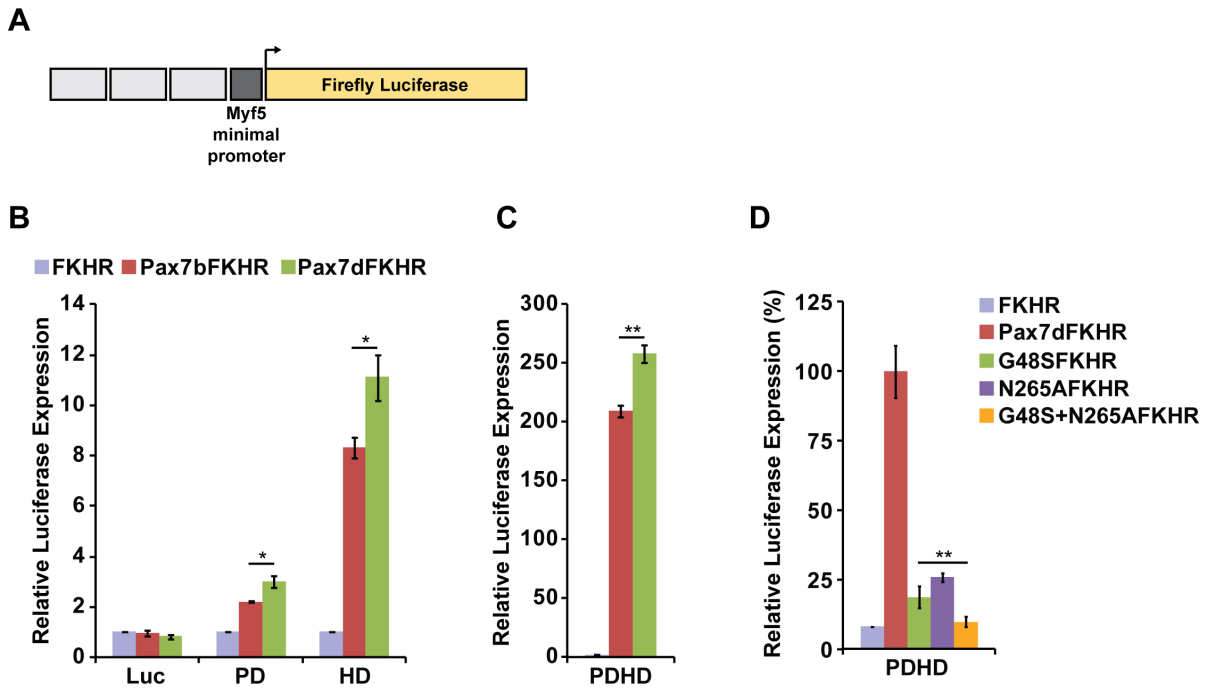 A
Firefly Luciferase
Myf5
minimal
promoter
B
FKHR Pax7bFKHR Pax7dFKHR
Relative Luciferase Expression
14
12
10
8
6
4
2
0
*
*
Luc PD HD
C
Relative Luciferase Expression
300
250
200
150
100
50
0
**
PDHD
D
Relative Luciferase Expression (%)
125
100
75
50
25
0
**
PDHD
FKHR
Pax7dFKHR
G48SFKHR
N265AFKHR
G48S+N265AFKHR